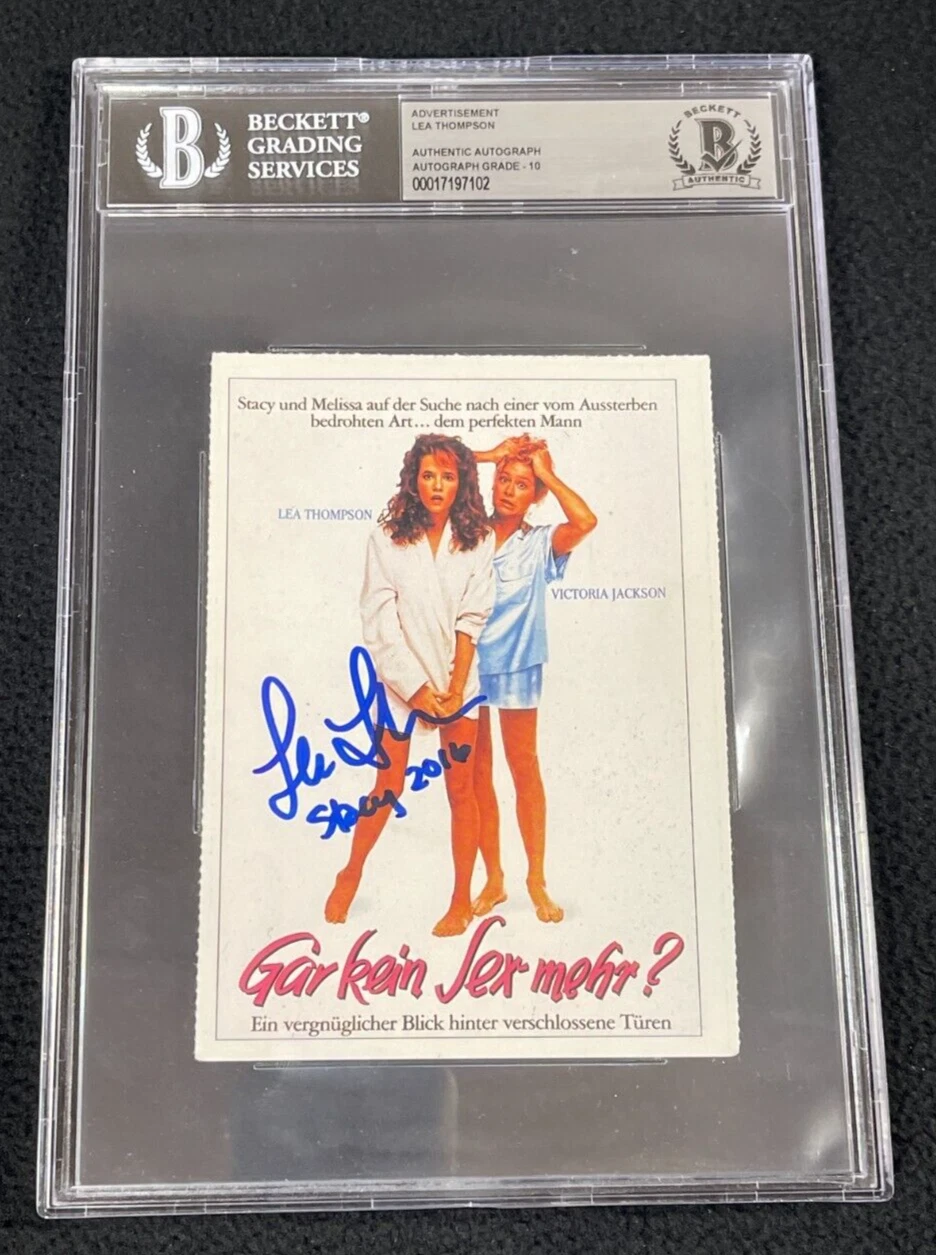 B
BECKETT®
GRADING
SERVICES
ADVERTISEMENT
LEA THOMPSON
AUTHENTIC AUTOGRAPH
AUTOGRAPH GRADE - 10
00017197102
BECKETT
B
AUTHENTIC
Stacy und Melissa auf der Suche nach einer vom Aussterben
bedrohten Art... dem perfekten Mann
LEA THOMPSON
VICTORIA JACKSON
Lea
Stacy 2016
Gar kein Sex mehr?
Ein vergnüglicher Blick hinter verschlossene Türen